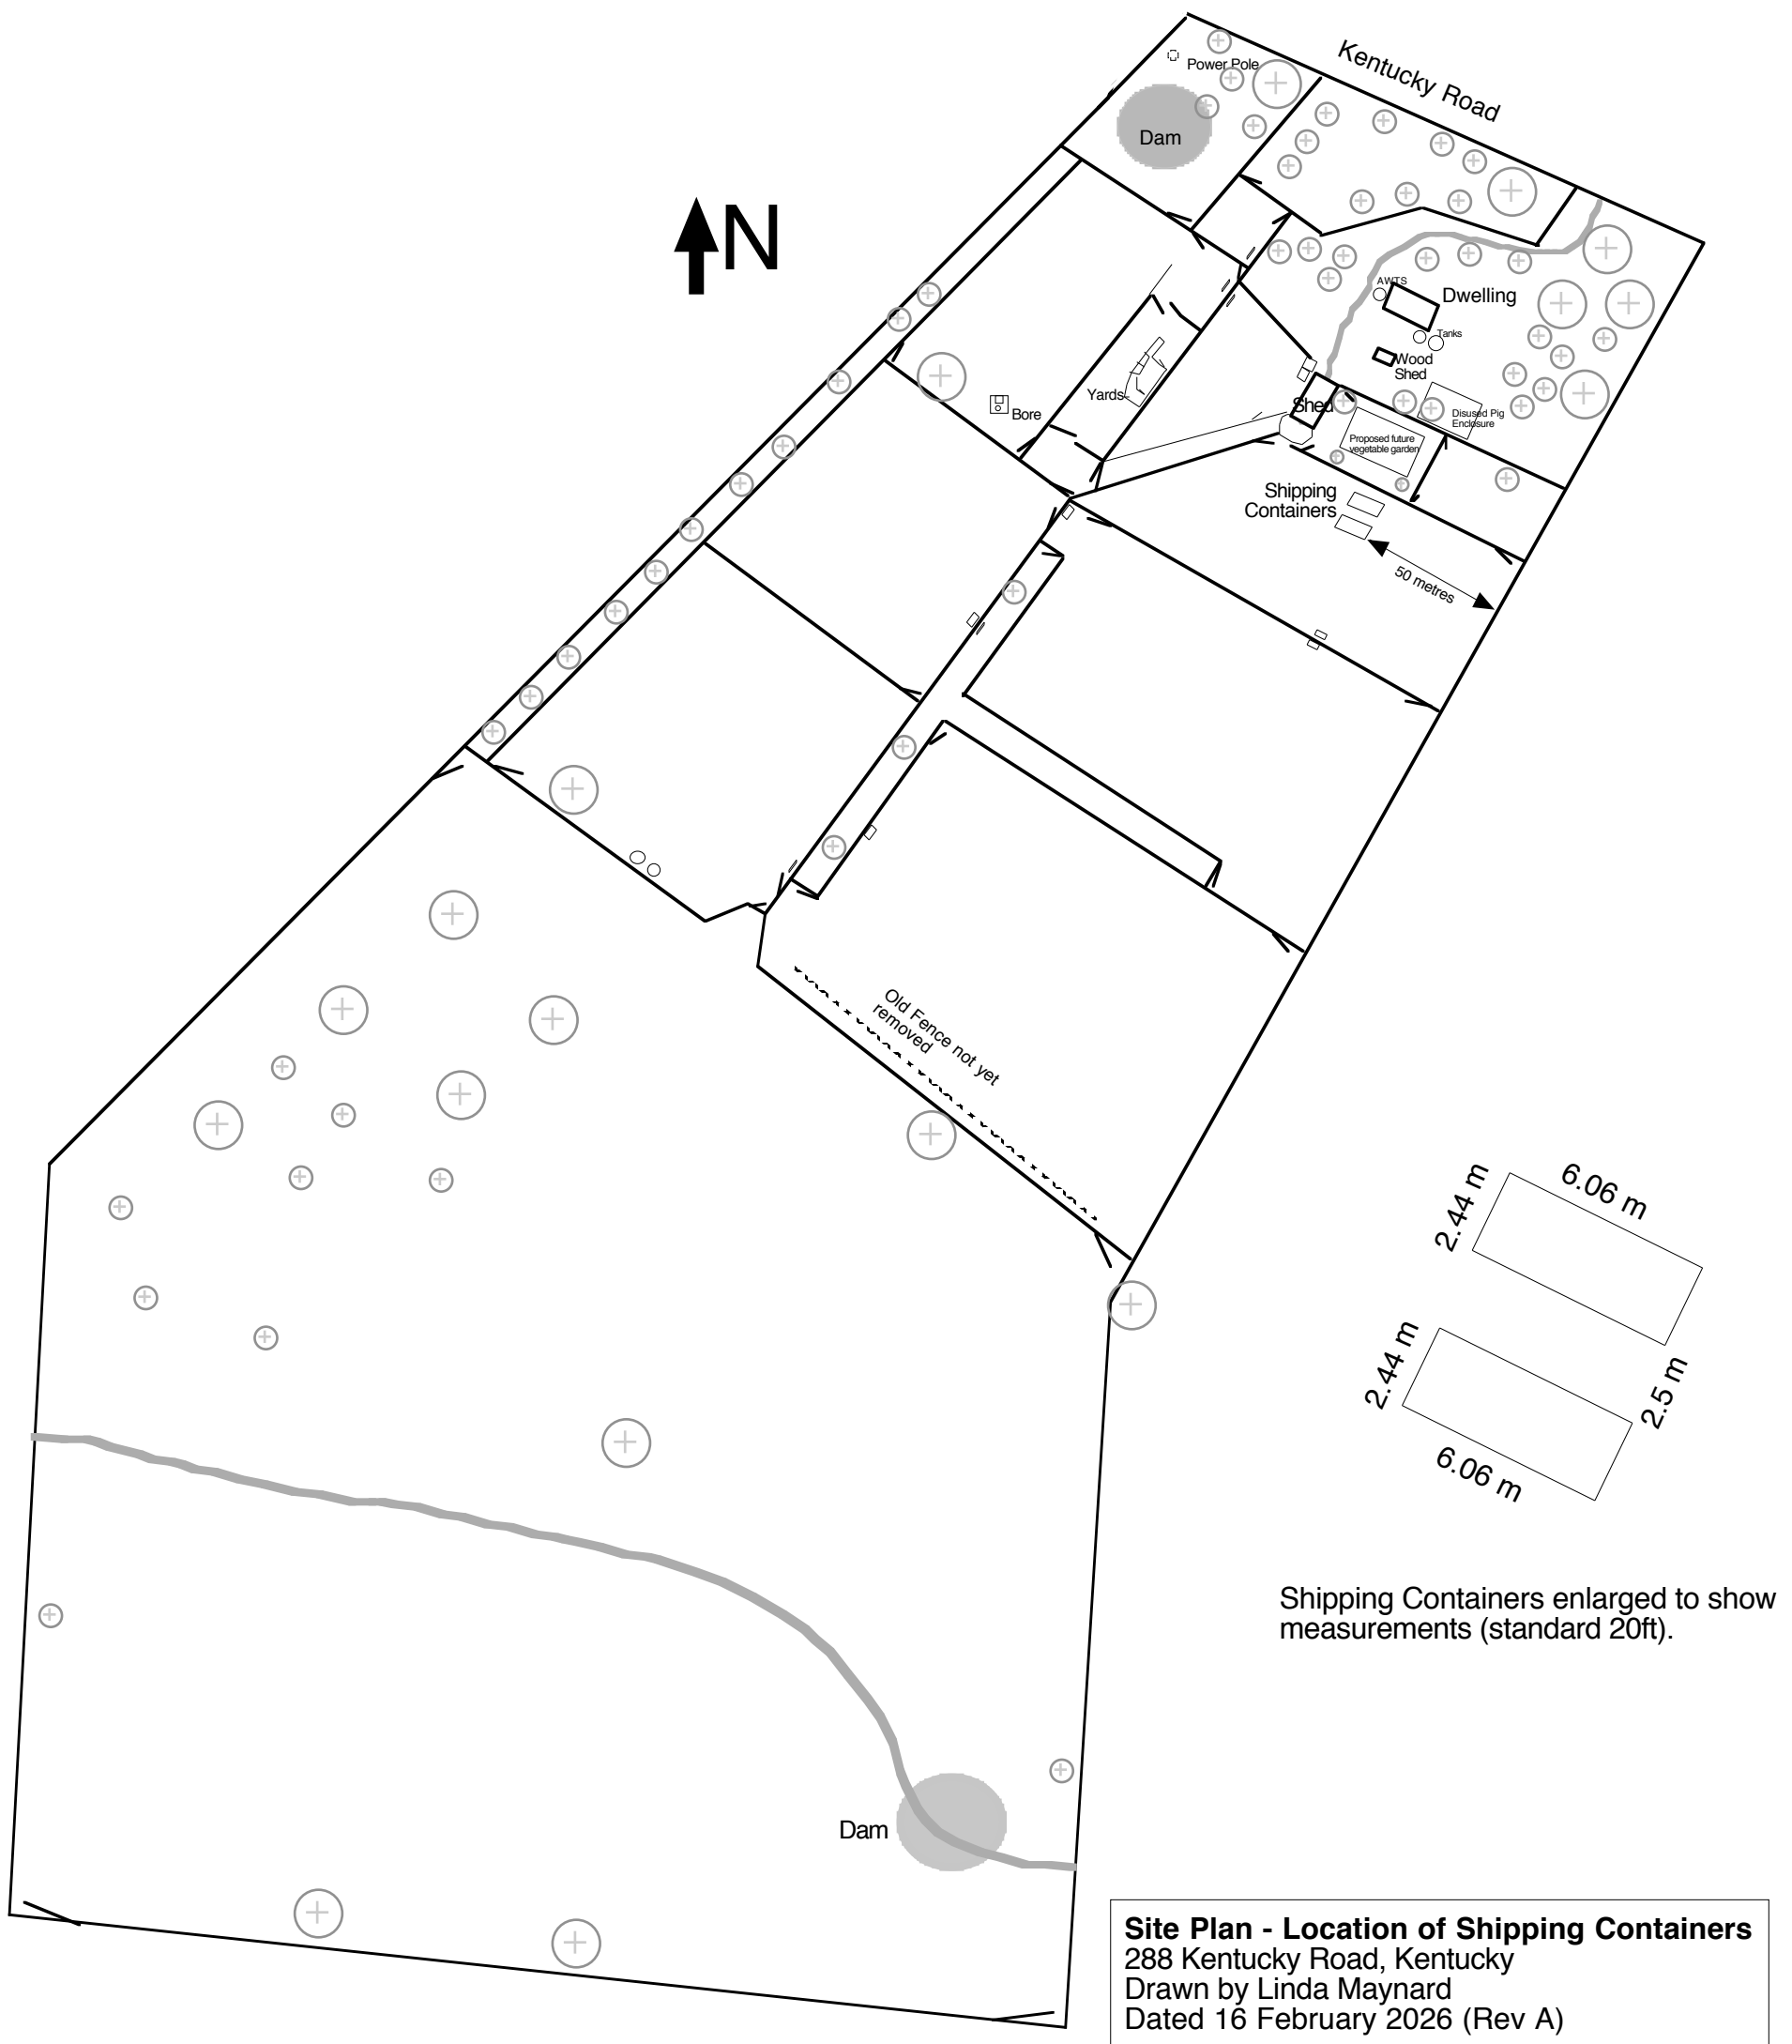 Kentucky Road
Power Pole
Dam
N
AWTS
Dwelling
Tanks
Wood
Shed
Yards
Bore
Shed
Disused Pig
Enclosure
Proposed future
vegetable garden
Shipping
Containers
50 metres
Old Fence not yet
removed
6.06 m
2.44 m
2.44 m
2.5 m
6.06 m
Shipping Containers enlarged to show
measurements (standard 20ft).
Dam
Site Plan - Location of Shipping Containers
288 Kentucky Road, Kentucky
Drawn by Linda Maynard
Dated 16 February 2026 (Rev A)